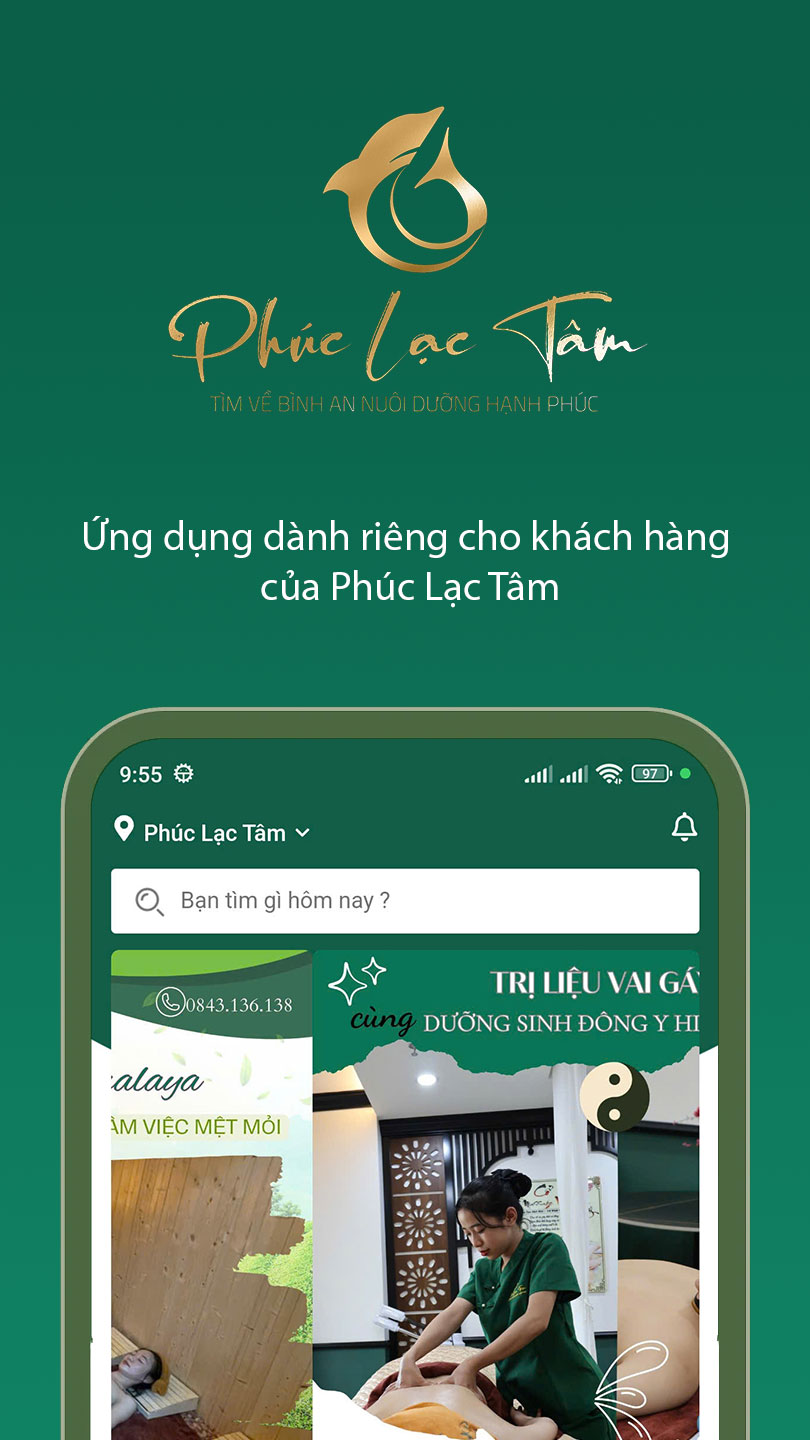 Phúc Lạc Tâm
TÌM VỀ BÌNH AN NUÔI DƯỠNG HẠNH PHÚC
Ứng dụng dành riêng cho khách hàng
của Phúc Lạc Tâm
9:55
97
Phúc Lạc Tâm
Bạn tìm gì hôm nay ?
0843.136.138
alaya
ÀM VIỆC MỆT MỎI
TRỊ LIỆU VAI GÁY
cùng DƯỠNG SINH ĐÔNG Y HI